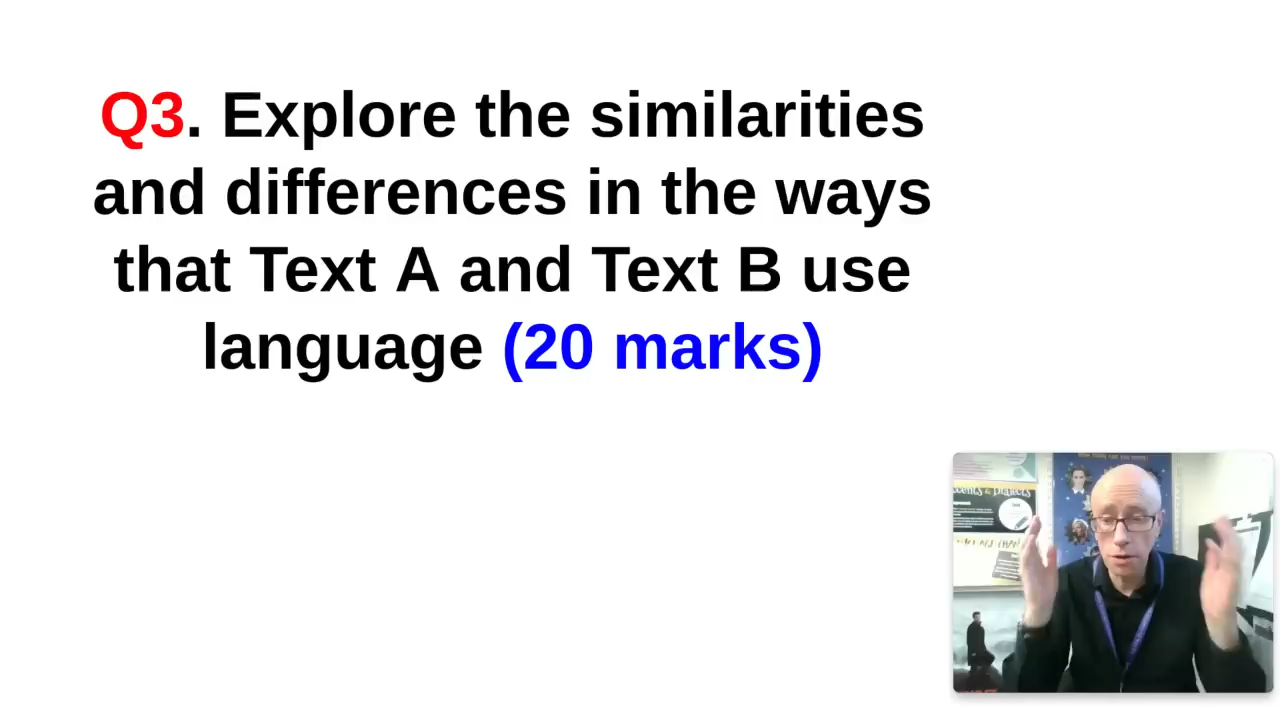 Q3. Explore the similarities
and differences in the ways
that Text A and Text B use
language (20 marks)